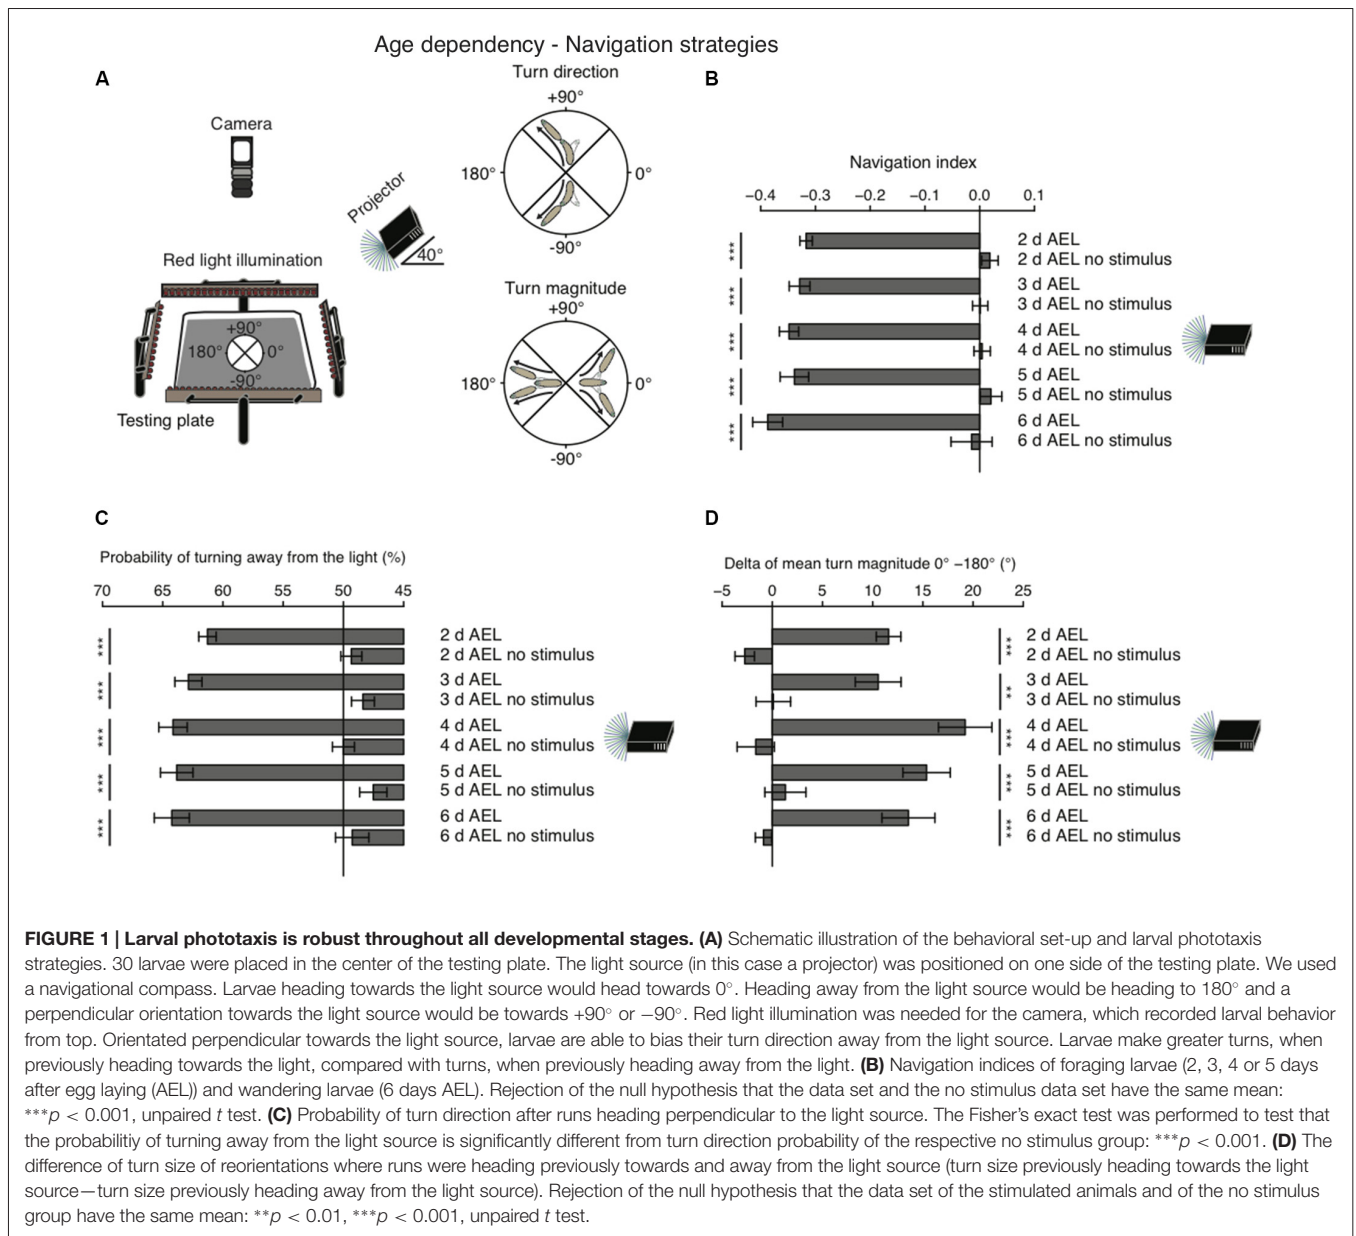 Age dependency - Navigation strategies
A
Camera
Projector
40°
Red light illumination
+90°
180°
0°
-90°
Testing plate
Turn direction
+90°
180°
0°
-90°
Turn magnitude
+90°
180°
0°
-90°
B
Navigation index
−0.4 −0.3 −0.2 −0.1 0.0 0.1
*** 2 d AEL
2 d AEL no stimulus
*** 3 d AEL
3 d AEL no stimulus
*** 4 d AEL
4 d AEL no stimulus
*** 5 d AEL
5 d AEL no stimulus
*** 6 d AEL
6 d AEL no stimulus
C
Probability of turning away from the light (%)
70 65 60 55 50 45
*** 2 d AEL
2 d AEL no stimulus
*** 3 d AEL
3 d AEL no stimulus
*** 4 d AEL
4 d AEL no stimulus
*** 5 d AEL
5 d AEL no stimulus
*** 6 d AEL
6 d AEL no stimulus
D
Delta of mean turn magnitude 0° −180° (°)
−5 0 5 10 15 20 25
*** 2 d AEL
2 d AEL no stimulus
** 3 d AEL
3 d AEL no stimulus
*** 4 d AEL
4 d AEL no stimulus
*** 5 d AEL
5 d AEL no stimulus
*** 6 d AEL
6 d AEL no stimulus
FIGURE 1 | Larval phototaxis is robust throughout all developmental stages. (A) Schematic illustration of the behavioral set-up and larval phototaxis
strategies. 30 larvae were placed in the center of the testing plate. The light source (in this case a projector) was positioned on one side of the testing plate. We used
a navigational compass. Larvae heading towards the light source would head towards 0°. Heading away from the light source would be heading to 180° and a
perpendicular orientation towards the light source would be towards +90° or −90°. Red light illumination was needed for the camera, which recorded larval behavior
from top. Orientated perpendicular towards the light source, larvae are able to bias their turn direction away from the light source. Larvae make greater turns, when
previously heading towards the light, compared with turns, when previously heading away from the light. (B) Navigation indices of foraging larvae (2, 3, 4 or 5 days
after egg laying (AEL)) and wandering larvae (6 days AEL). Rejection of the null hypothesis that the data set and the no stimulus data set have the same mean:
***p < 0.001, unpaired t test. (C) Probability of turn direction after runs heading perpendicular to the light source. The Fisher's exact test was performed to test that
the probabilitiy of turning away from the light source is significantly different from turn direction probability of the respective no stimulus group: ***p < 0.001. (D) The
difference of turn size of reorientations where runs were heading previously towards and away from the light source (turn size previously heading towards the light
source—turn size previously heading away from the light source). Rejection of the null hypothesis that the data set of the stimulated animals and of the no stimulus
group have the same mean: **p < 0.01, ***p < 0.001, unpaired t test.